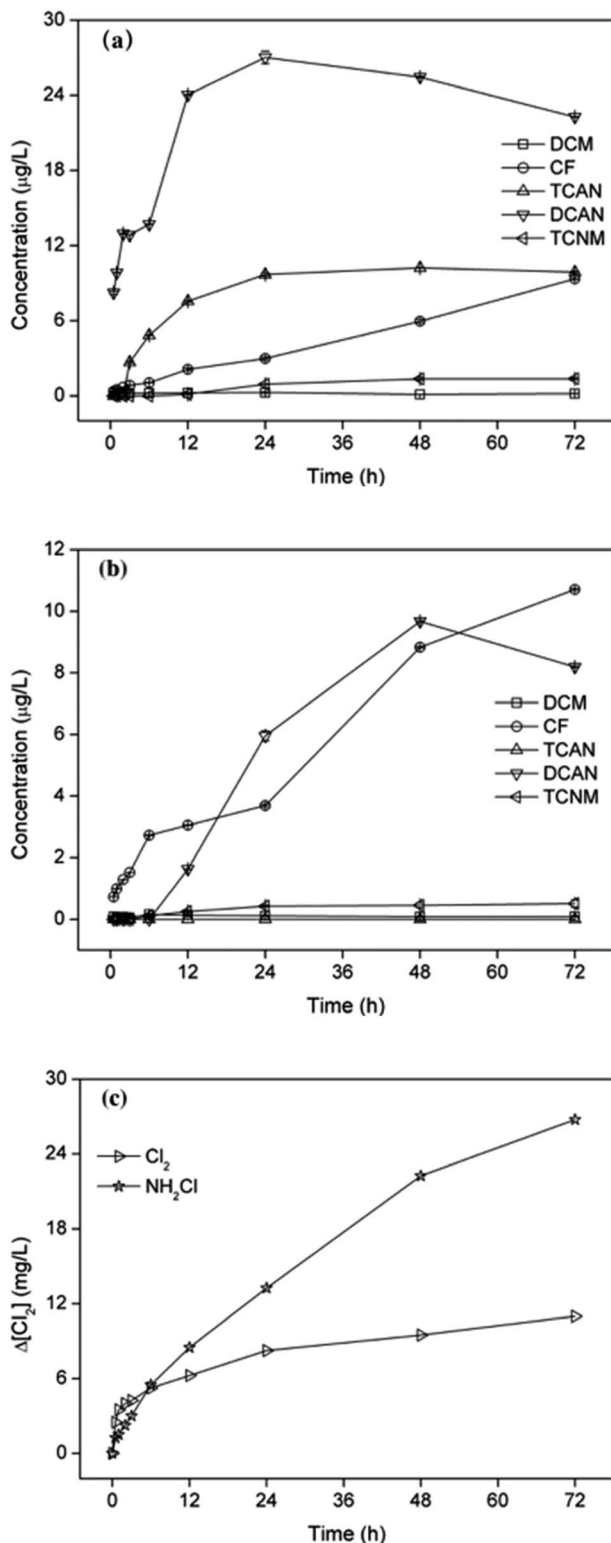 (a)
30
24
18
12
6
0
Concentration (μg/L)
DCM
CF
TCAN
DCAN
TCNM
0 12 24 36 48 60 72
Time (h)
(b)
12
10
8
6
4
2
0
Concentration (μg/L)
DCM
CF
TCAN
DCAN
TCNM
0 12 24 36 48 60 72
Time (h)
(c)
30
24
18
12
6
0
Δ[Cl₂] (mg/L)
Cl₂
NH₂Cl
0 12 24 36 48 60 72
Time (h)